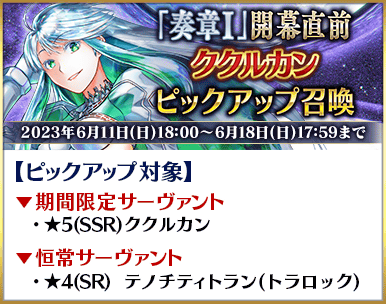 「奏章Ⅰ」開幕直前
ククルカン
ピックアップ召喚
2023年6月11日(日)18:00～6月18日(日)17:59まで
【ピックアップ対象】
▼期間限定サーヴァント
・★5(SSR)ククルカン
▼恒常サーヴァント
・★4(SR) テノチティトラン(トラロック)